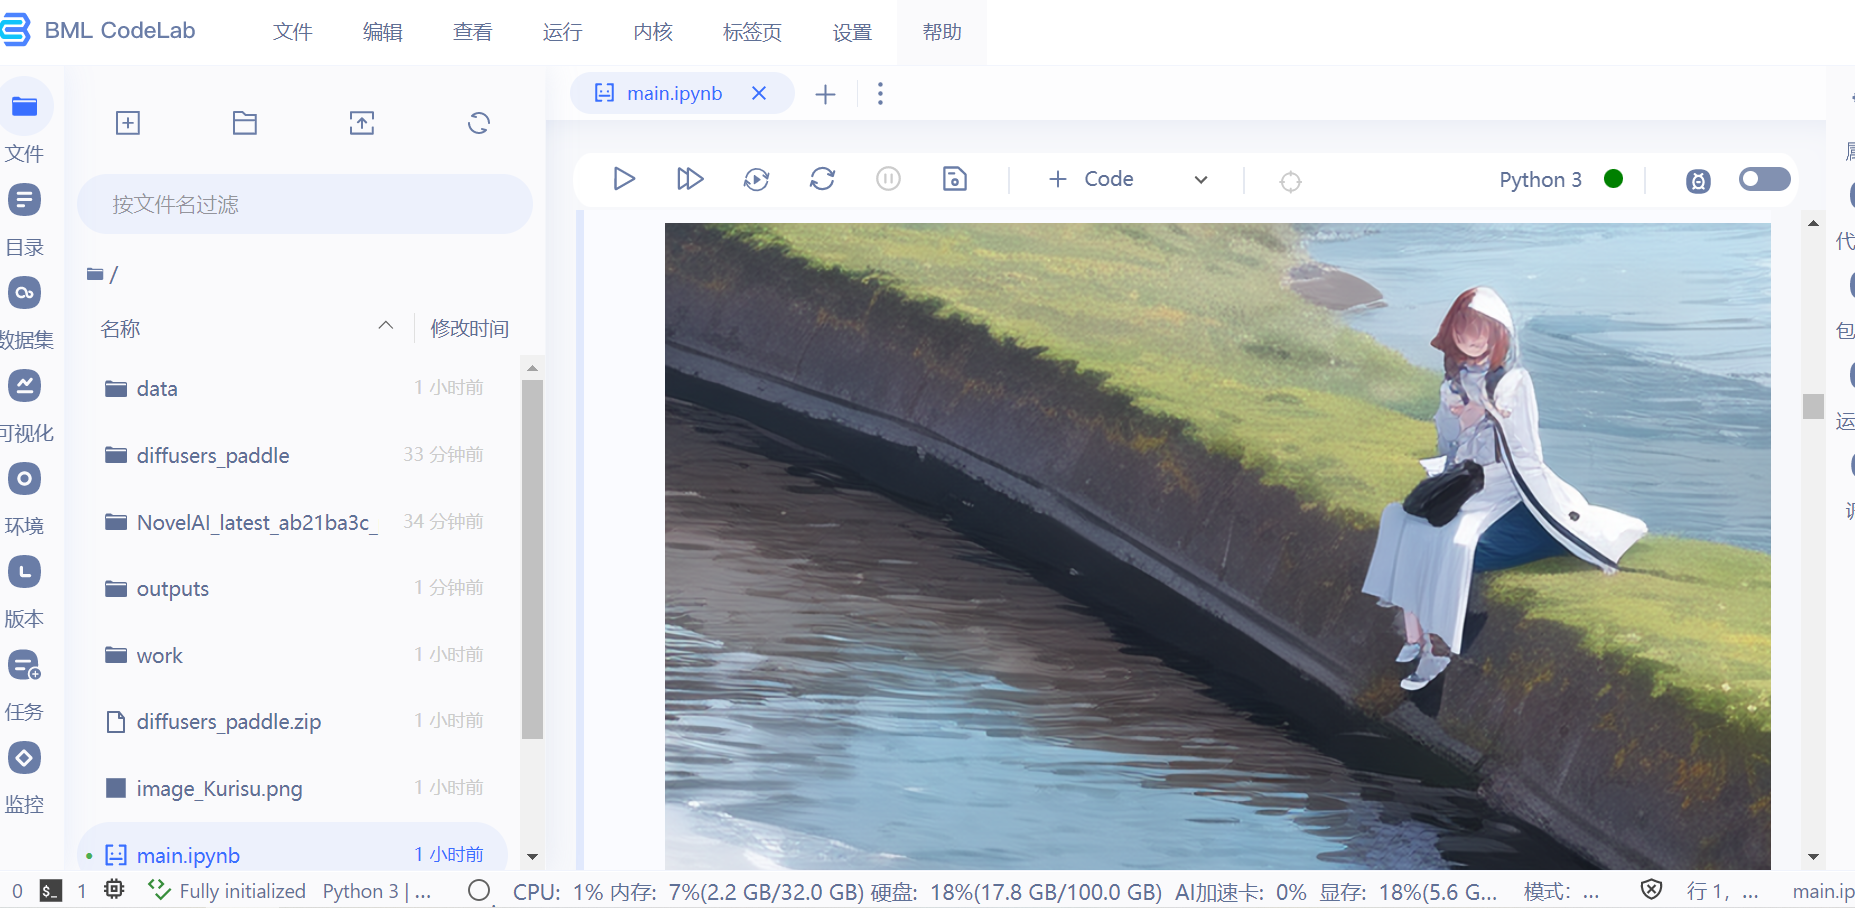 BML CodeLab 文件 编辑 查看 运行 内核 标签页 设置 帮助
main.ipynb
文件
目录
数据集
可视化
环境
版本
任务
监控
按文件名过滤
/
名称 修改时间
data 1 小时前
diffusers_paddle 33 分钟前
NovelAI_latest_ab21ba3c_ 34 分钟前
outputs 1 分钟前
work 1 小时前
diffusers_paddle.zip 1 小时前
image_Kurisu.png 1 小时前
main.ipynb 1 小时前
Code Python 3
代
包
运
0 1 Fully initialized Python 3 | ... CPU: 1% 内存: 7%(2.2 GB/32.0 GB) 硬盘: 18%(17.8 GB/100.0 GB) AI加速卡: 0% 显存: 18%(5.6 G... 模式: ... 行 1, ... main.ip